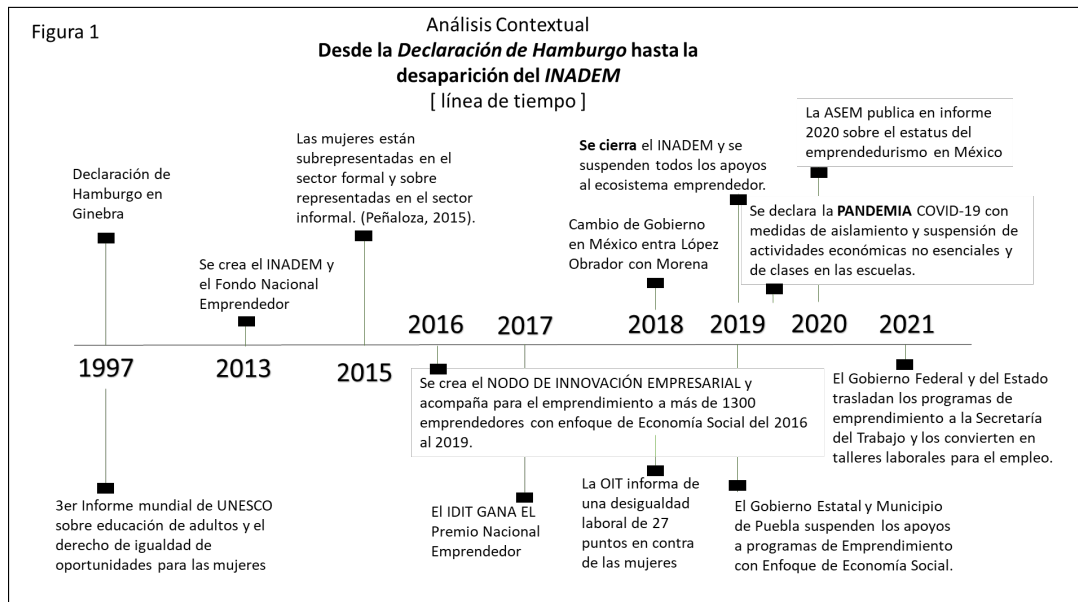 Figura 1
Análisis Contextual
Desde la Declaración de Hamburgo hasta la
desaparición del INADEM
[ línea de tiempo ]
Declaración de
Hamburgo en
Ginebra
Se crea el INADEM y
el Fondo Nacional
Emprendedor
Las mujeres están
subrepresentadas en el
sector formal y sobre
representadas en el sector
informal. (Peñaloza, 2015).
Se cierra el INADEM y se
suspenden todos los apoyos
al ecosistema emprendedor.
Cambio de Gobierno
en México entra López
Obrador con Morena
La ASEM publica en informe
2020 sobre el estatus del
emprendedurismo en México
Se declara la PANDEMIA COVID-19 con
medidas de aislamiento y suspensión de
actividades económicas no esenciales y
de clases en las escuelas.
1997
2013
2015
2016
2017
2018
2019
2020
2021
Se crea el NODO DE INNOVACIÓN EMPRESARIAL y
acompaña para el emprendimiento a más de 1300
emprendedores con enfoque de Economía Social del 2016
al 2019.
El Gobierno Federal y del Estado
trasladan los programas de
emprendimiento a la Secretaría
del Trabajo y los convierten en
talleres laborales para el empleo.
3er Informe mundial de UNESCO
sobre educación de adultos y el
derecho de igualdad de
oportunidades para las mujeres
El IDIT GANA EL
Premio Nacional
Emprendedor
La OIT informa de
una desigualdad
laboral de 27
puntos en contra
de las mujeres
El Gobierno Estatal y Municipio
de Puebla suspenden los apoyos
a programas de Emprendimiento
con Enfoque de Economía Social.